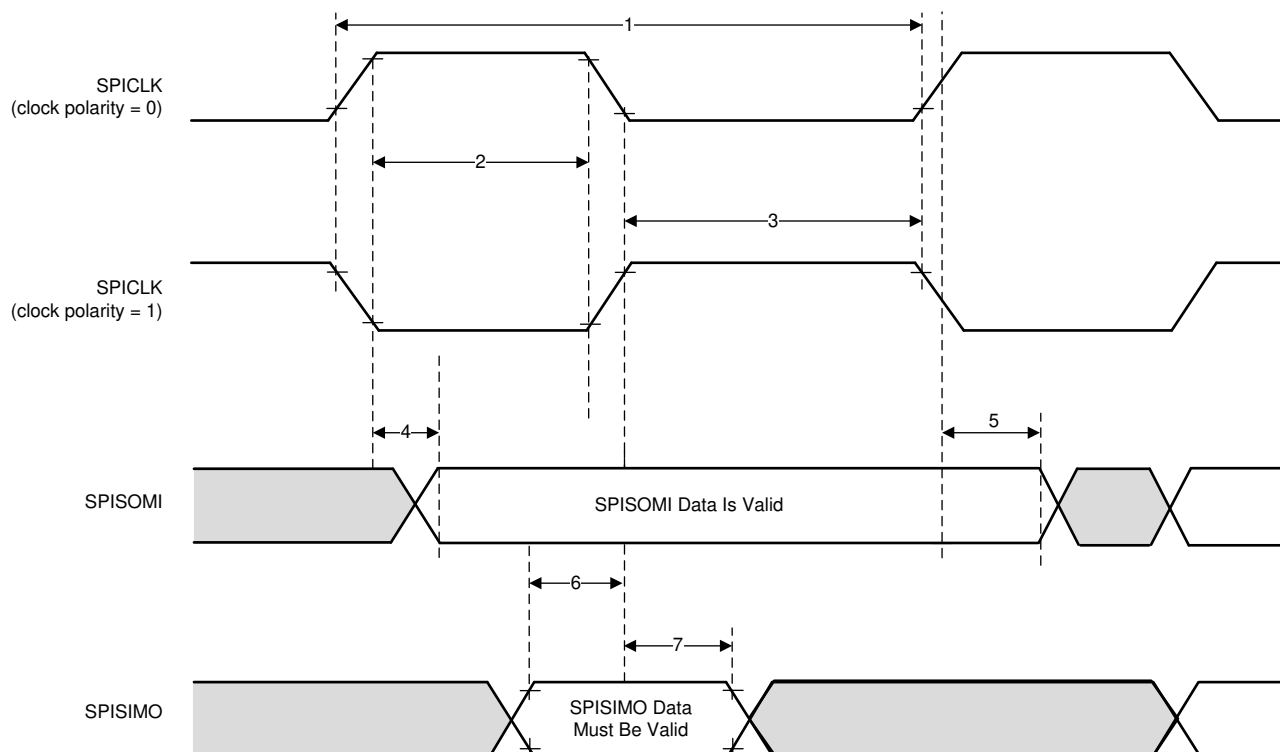 1
SPICLK
(clock polarity = 0)
2
3
SPICLK
(clock polarity = 1)
4
5
SPISOMI
SPISOMI Data Is Valid
6
7
SPISIMO
SPISIMO Data
Must Be Valid